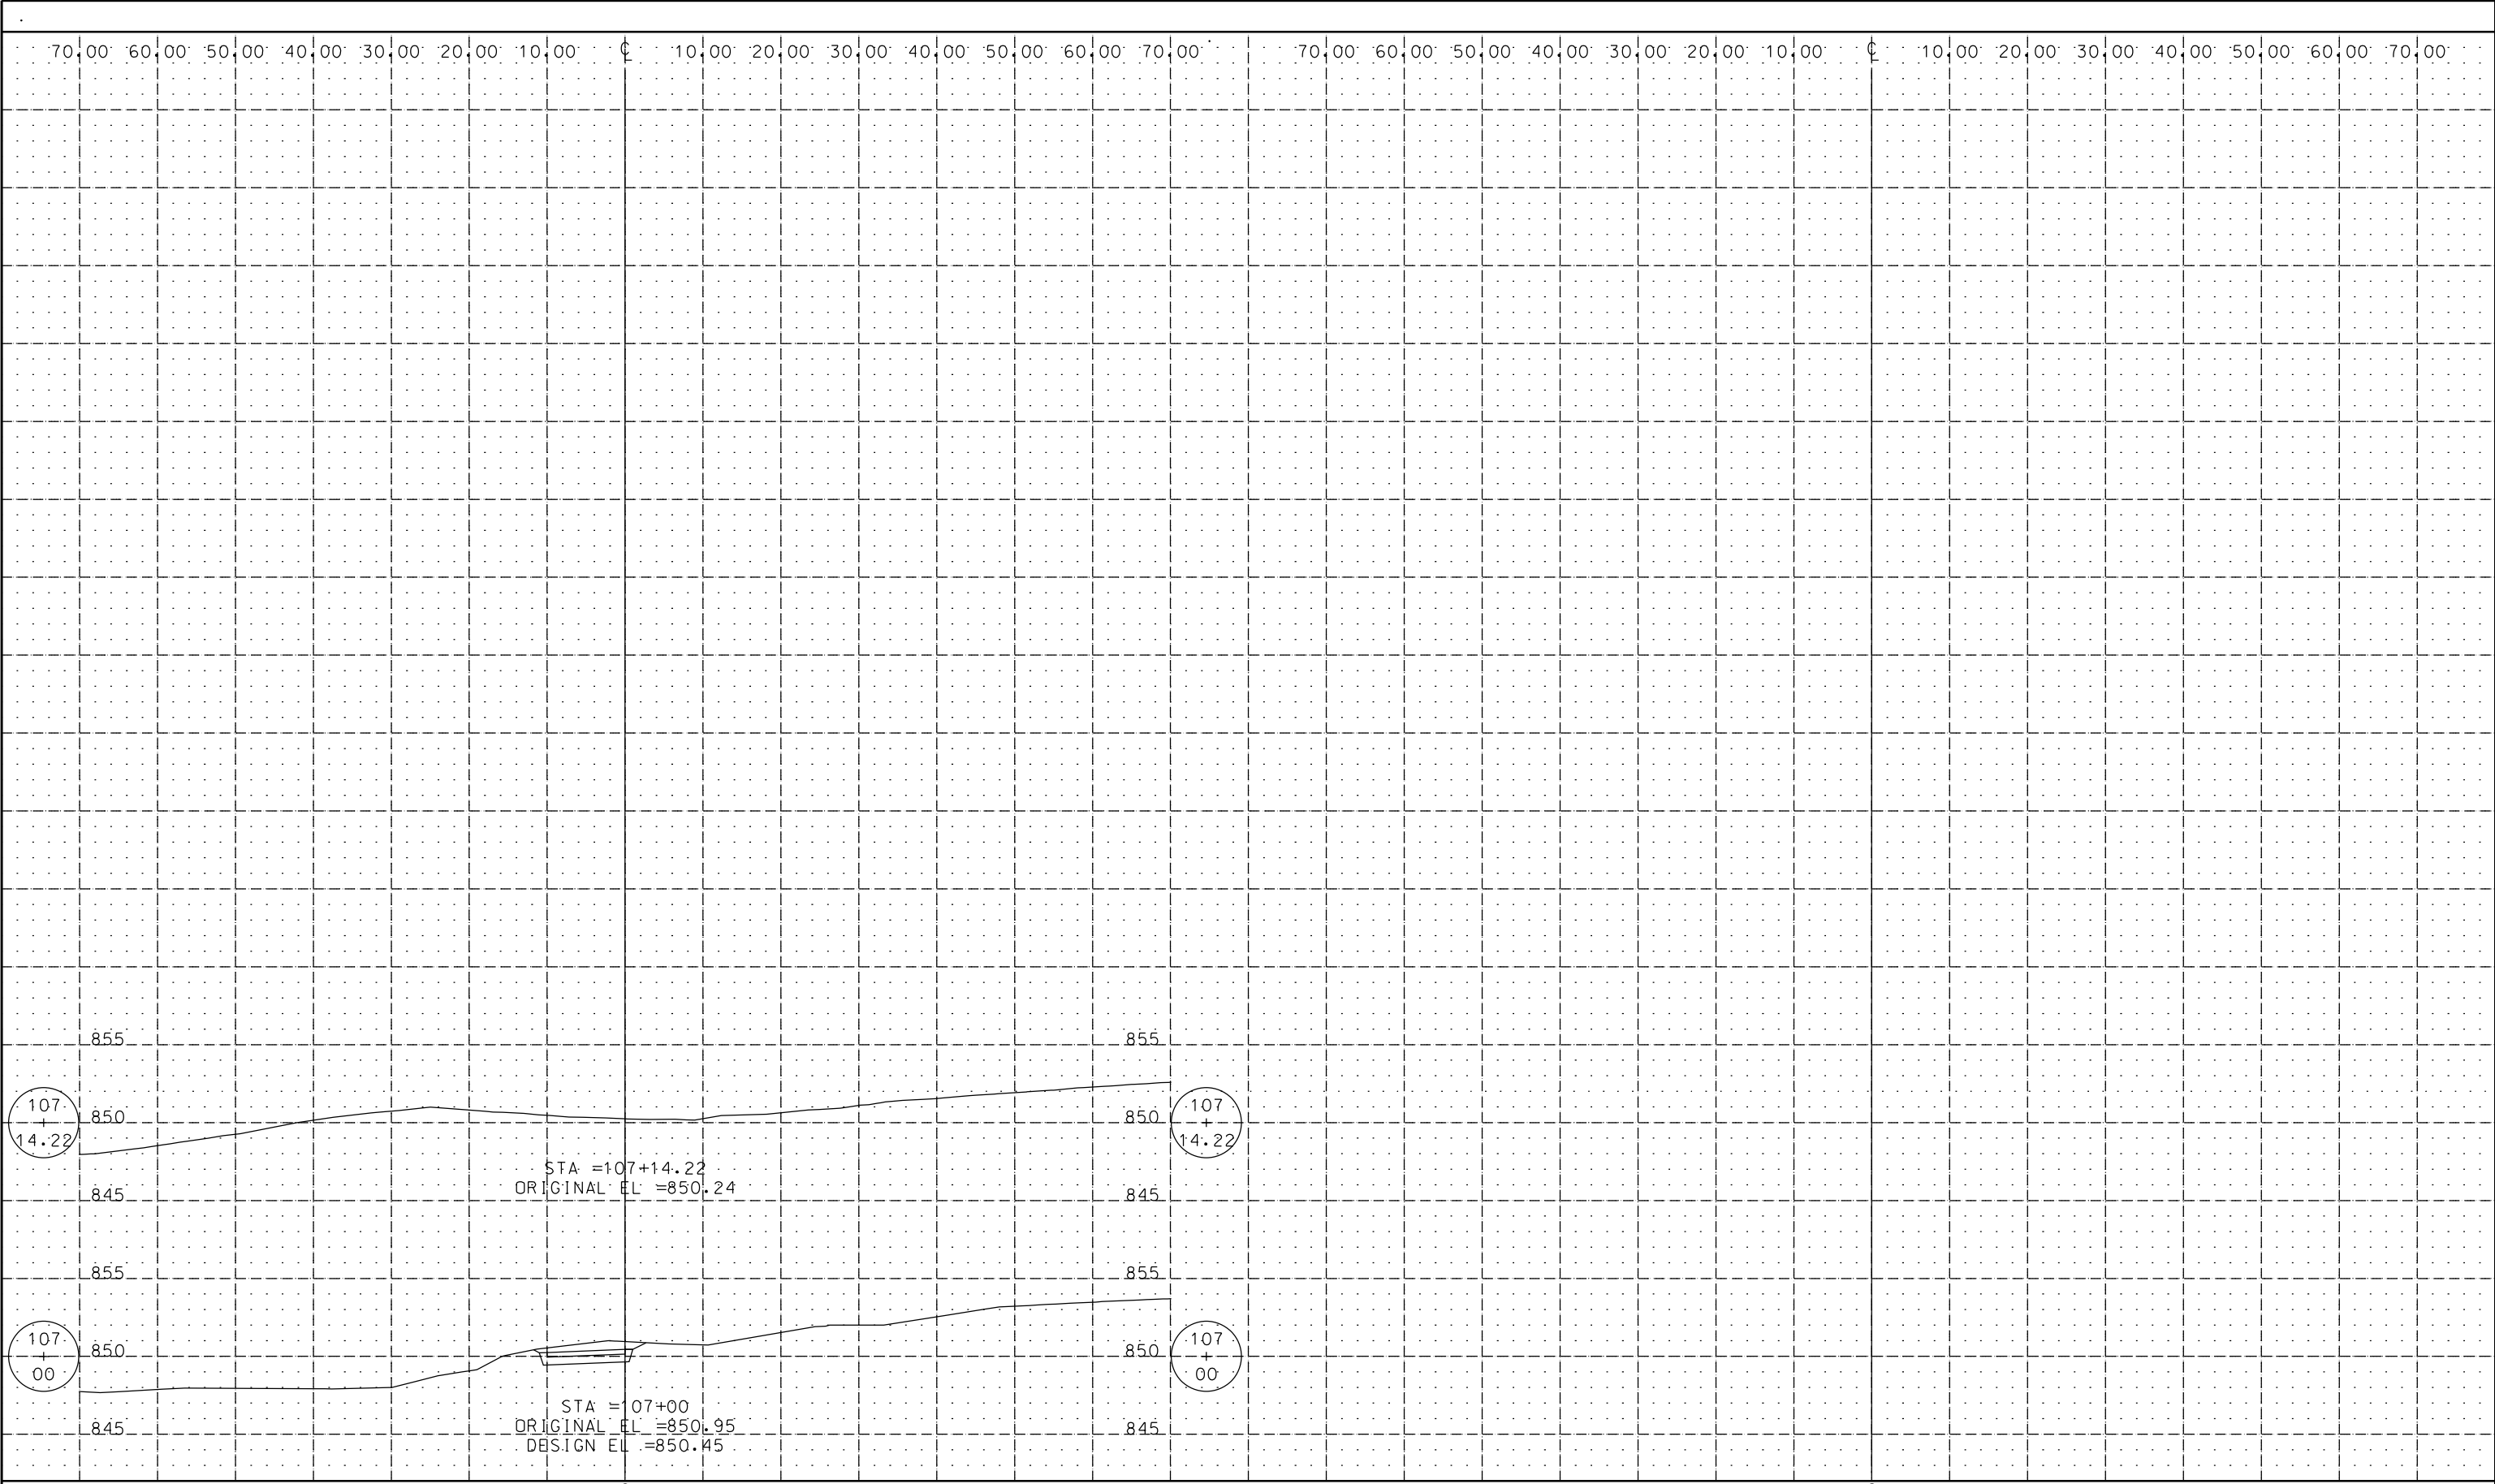 70.00 60.00 50.00 40.00 30.00 20.00 10.00 ℄ 10.00 20.00 30.00 40.00 50.00 60.00 70.00 70.00 60.00 50.00 40.00 30.00 20.00 10.00 ℄ 10.00 20.00 30.00 40.00 50.00 60.00 70.00
855 855
107 850 850 107
+ +
14.22 14.22
STA =107+14.22
ORIGINAL EL =850.24
845 845
855 855
107 850 850 107
+ +
00 00
STA =107+00
ORIGINAL EL =850.95
845 845
DESIGN EL =850.45